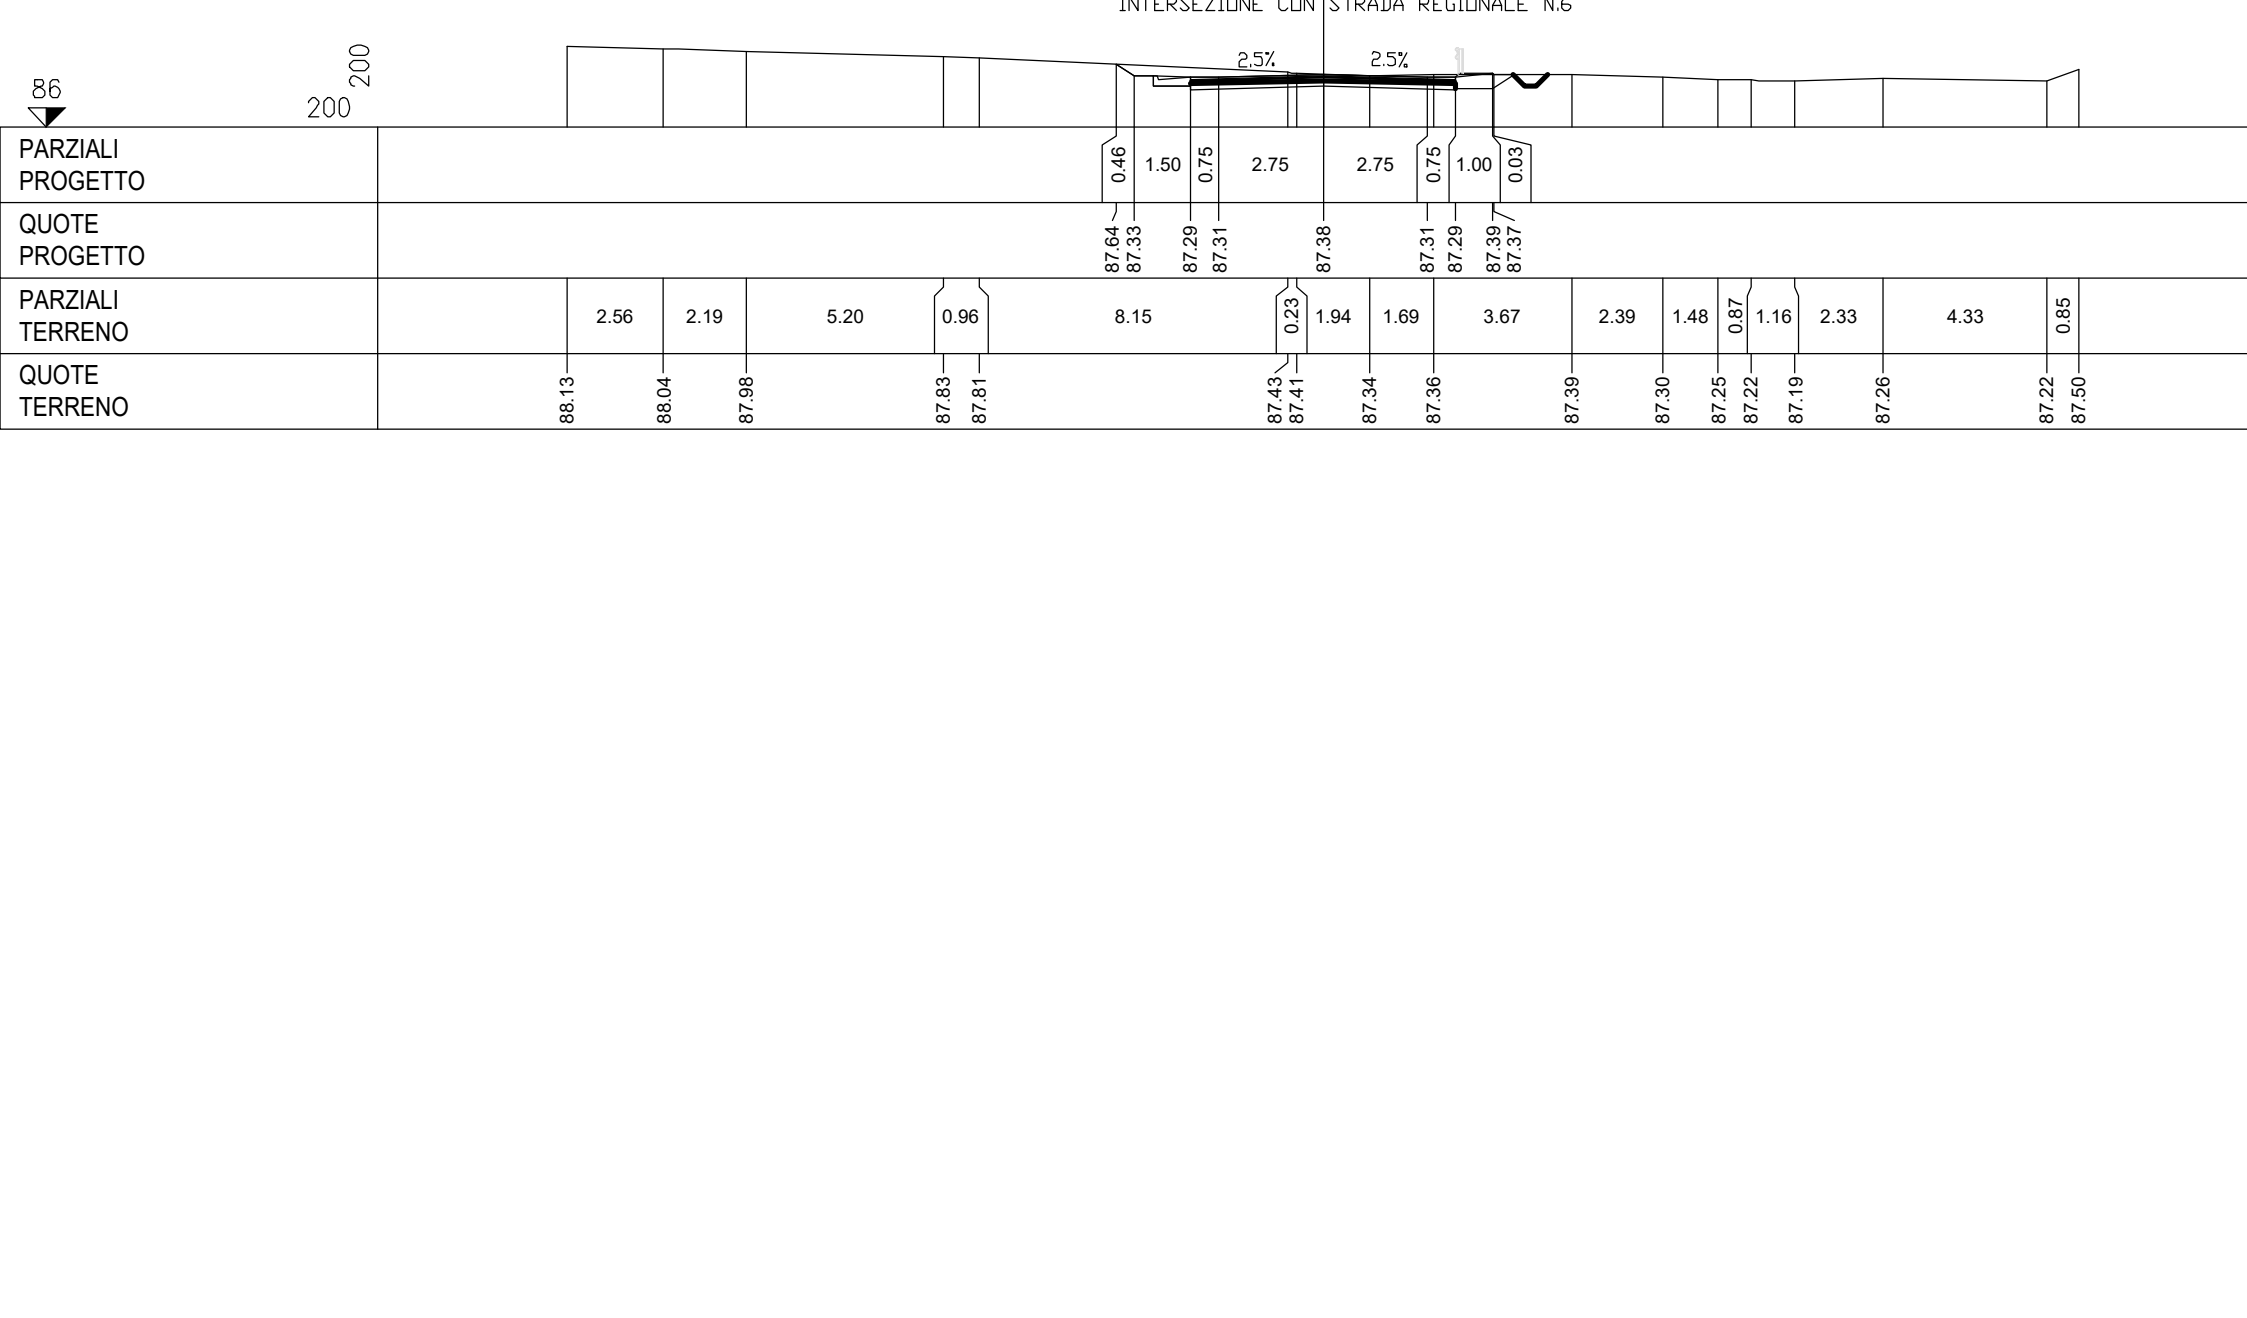 INTERSEZIONE CON STRADA REGIONALE N.6
2.5% 2.5%
200
86
200
PARZIALI
PROGETTO
0.46 1.50 0.75 2.75 2.75 0.75 1.00 0.03
QUOTE
PROGETTO
87.64 87.33 87.29 87.31 87.38 87.31 87.29 87.39 87.37
PARZIALI
TERRENO
2.56 2.19 5.20 0.96 8.15 0.23 1.94 1.69 3.67 2.39 1.48 0.87 1.16 2.33 4.33 0.85
QUOTE
TERRENO
88.13 88.04 87.98 87.83 87.81 87.43 87.41 87.34 87.36 87.39 87.30 87.25 87.22 87.19 87.26 87.22 87.50